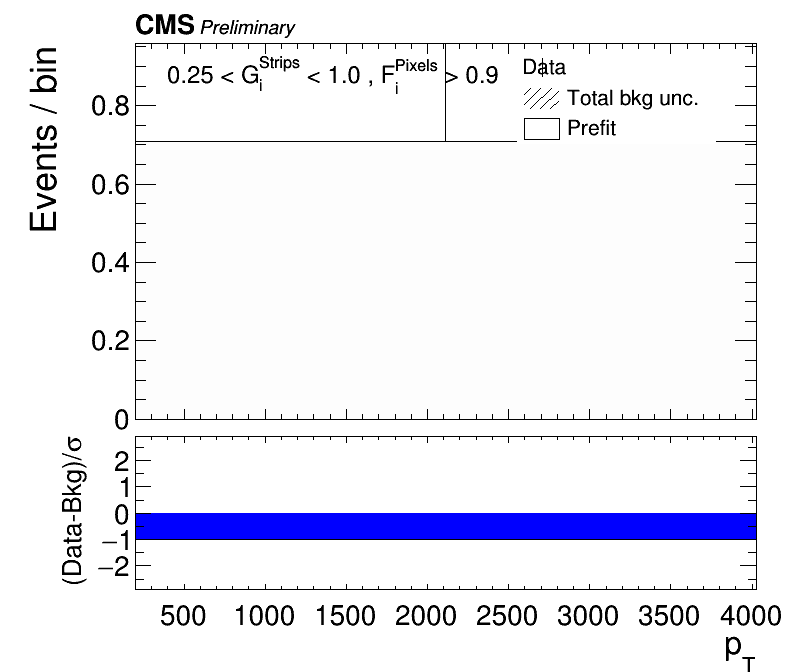 CMS Preliminary
0.25 < G_i^Strips < 1.0 , F_i^Pixels > 0.9
Data
Total bkg unc.
Prefit
Events / bin
0.8
0.6
0.4
0.2
0
(Data-Bkg)/σ
2
1
0
−1
−2
500 1000 1500 2000 2500 3000 3500 4000
p_T